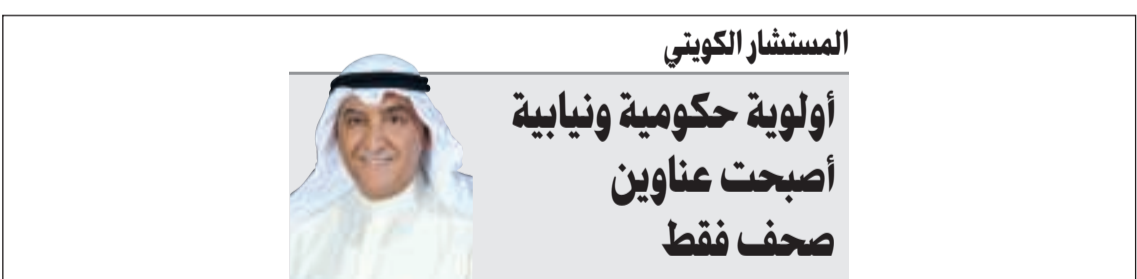 المستشار الكويتي
أولوية حكومية ونيابية
أصبحت عناوين
صحف فقط